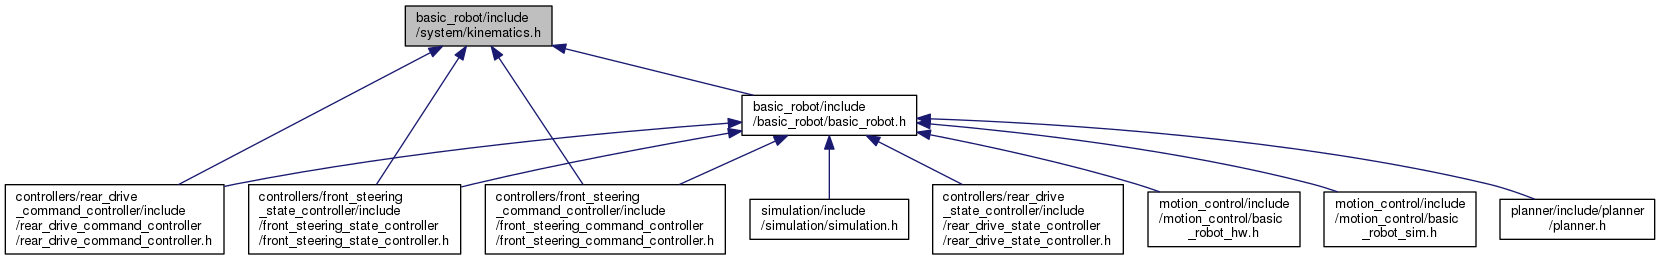 basic_robot/include
/system/kinematics.h
basic_robot/include
/basic_robot/basic_robot.h
controllers/rear_drive
_command_controller/include
/rear_drive_command_controller
/rear_drive_command_controller.h
controllers/front_steering
_state_controller/include
/front_steering_state_controller
/front_steering_state_controller.h
controllers/front_steering
_command_controller/include
/front_steering_command_controller
/front_steering_command_controller.h
simulation/include
/simulation/simulation.h
controllers/rear_drive
_state_controller/include
/rear_drive_state_controller
/rear_drive_state_controller.h
motion_control/include
/motion_control/basic
_robot_hw.h
motion_control/include
/motion_control/basic
_robot_sim.h
planner/include/planner
/planner.h